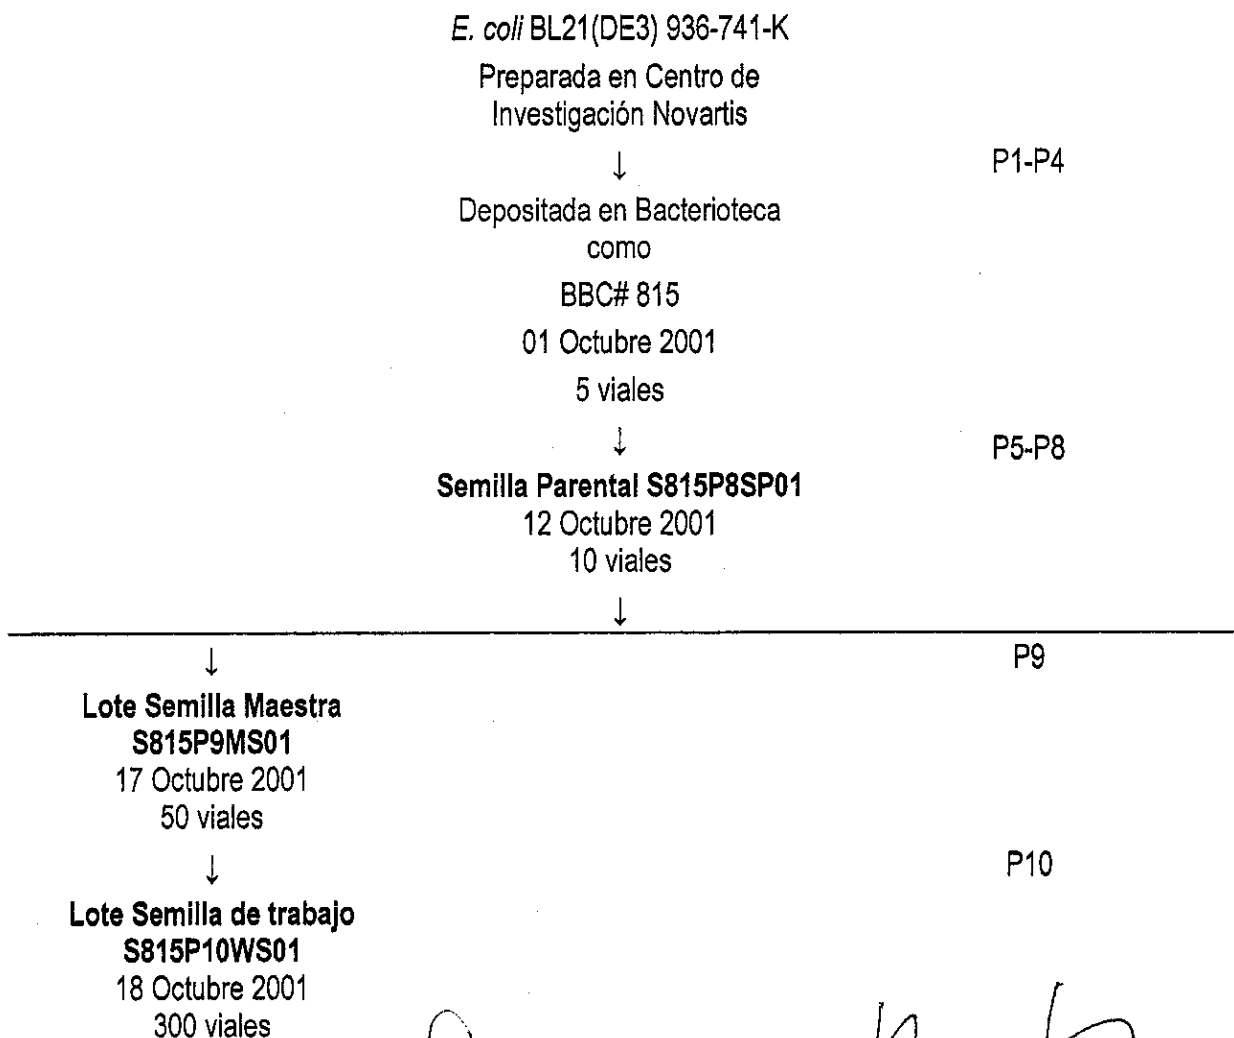 E. coli BL21(DE3) 936-741-K
Preparada en Centro de
Investigación Novartis
↓ P1-P4
Depositada en Bacterioteca
como
BBC# 815
01 Octubre 2001
5 viales
↓ P5-P8
Semilla Parental S815P8SP01
12 Octubre 2001
10 viales
↓
↓ P9
Lote Semilla Maestra
S815P9MS01
17 Octubre 2001
50 viales
↓ P10
Lote Semilla de trabajo
S815P10WS01
18 Octubre 2001
300 viales